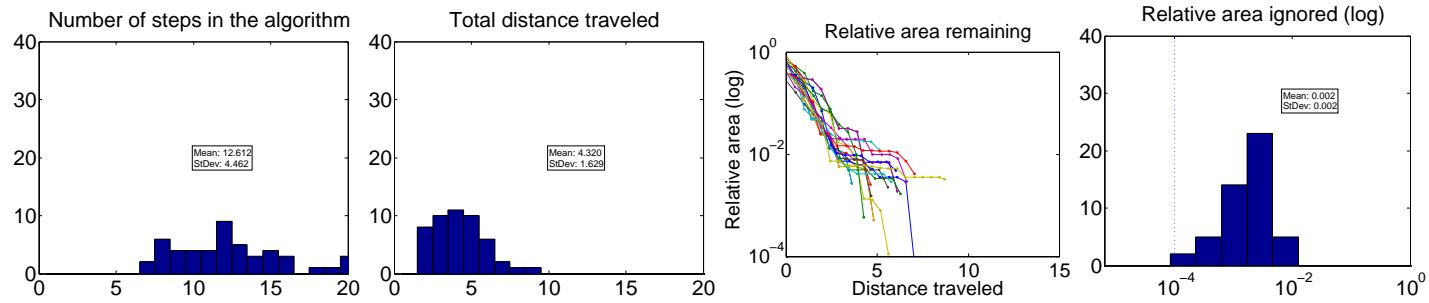 Number of steps in the algorithm
40
30
20
10
0
Mean: 12.612
StDev: 4.462
0 5 10 15 20
Total distance traveled
40
30
20
10
0
Mean: 4.320
StDev: 1.629
0 5 10 15 20
Relative area remaining
Relative area (log)
10^0
10^-2
10^-4
0 5 10 15
Distance traveled
Relative area ignored (log)
40
30
20
10
0
Mean: 0.002
StDev: 0.002
10^-4 10^-2 10^0